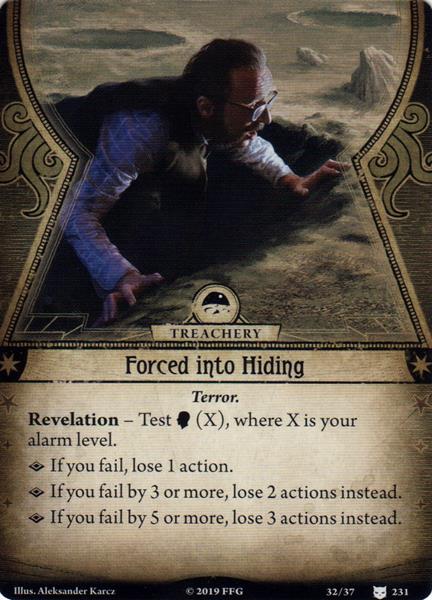 TREACHERY
Forced into Hiding
Terror.
Revelation – Test (X), where X is your
alarm level.
If you fail, lose 1 action.
If you fail by 3 or more, lose 2 actions instead.
If you fail by 5 or more, lose 3 actions instead.
Illus. Aleksander Karcz © 2019 FFG 32/37 231